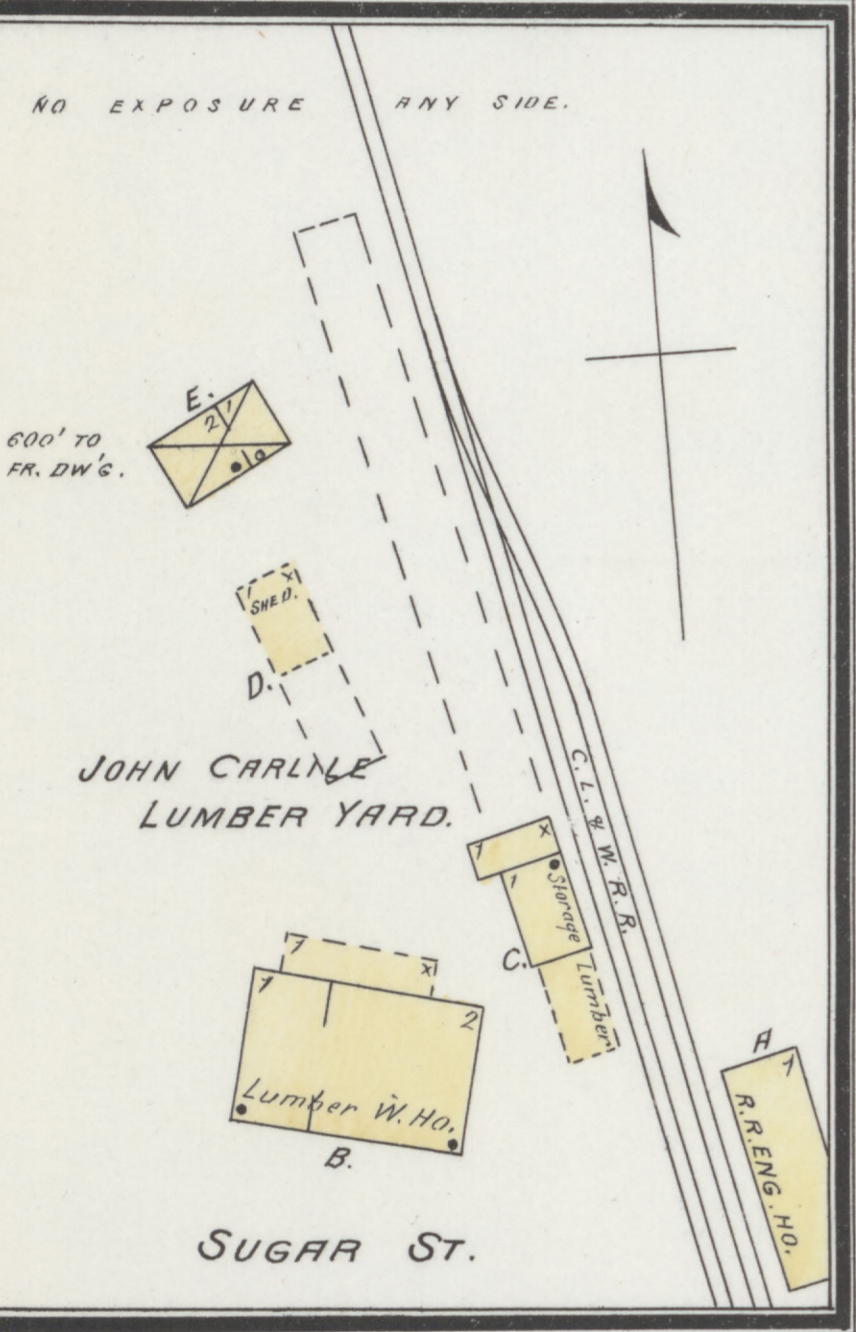 NO EXPOSURE ANY SIDE.
E.
2 1
600' TO
FR. DW'G.
1 X
SHED.
D.
JOHN CARLILE
LUMBER YARD.
C. L. & W. R. R.
1 X
1
Storage
C.
Lumber
1 X
1 2
Lumber W. Ho.
B.
A
1
R.R. ENG. HO.
SUGAR ST.